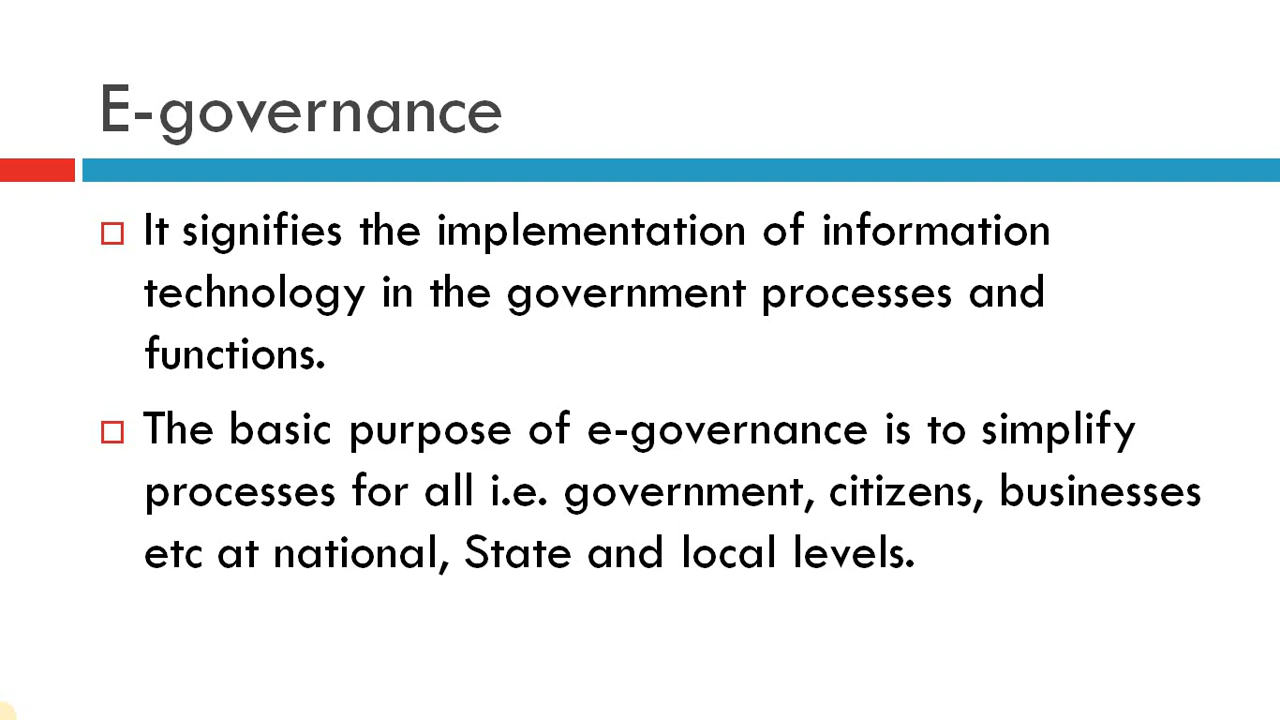 E-governance
It signifies the implementation of information
technology in the government processes and
functions.
The basic purpose of e-governance is to simplify
processes for all i.e. government, citizens, businesses
etc at national, State and local levels.